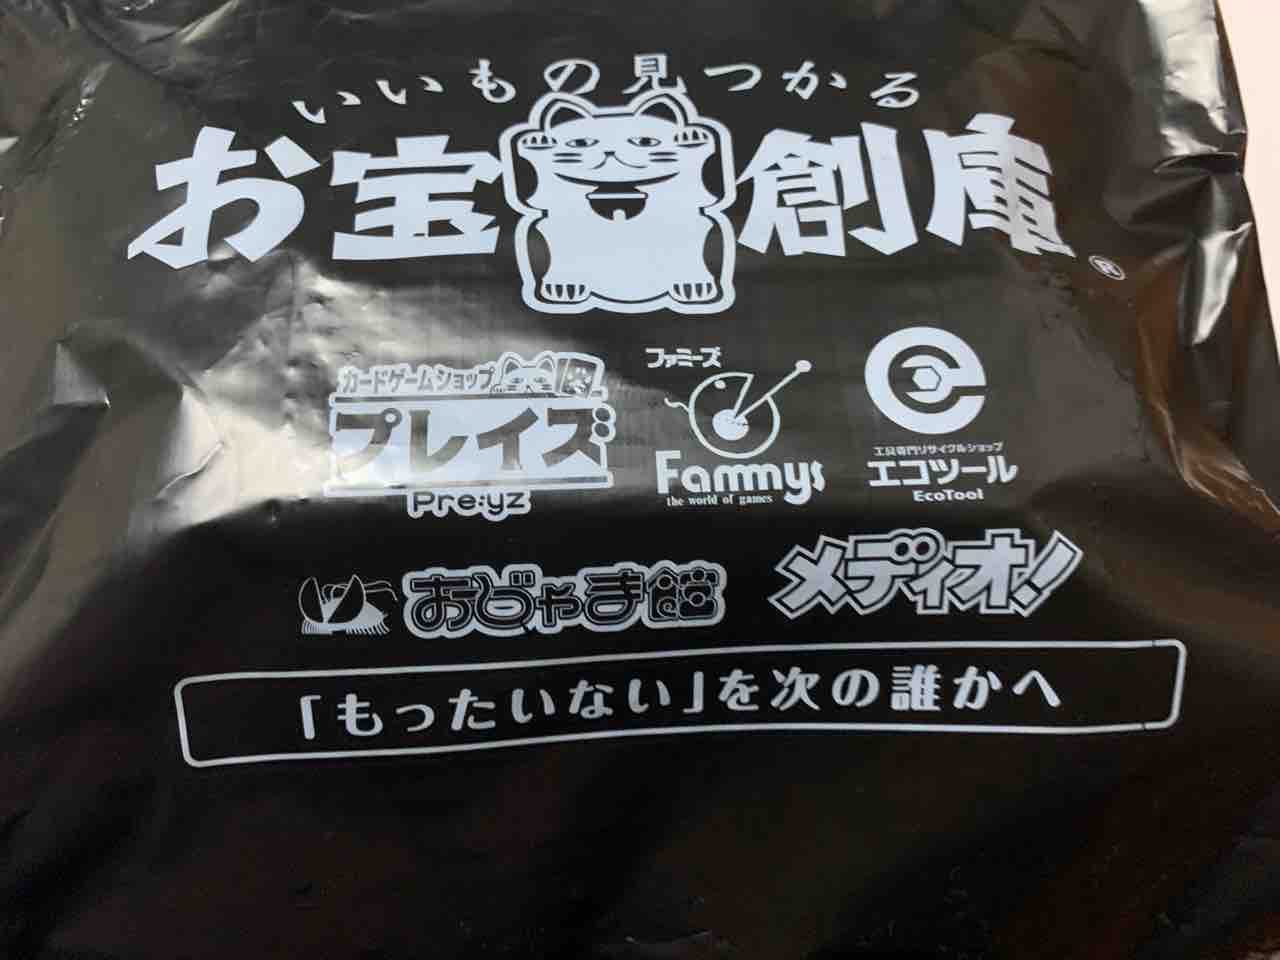 いいもの見つかる
お宝創庫®
カードゲームショップ
プレイズ
Pre:yz
ファミーズ
Fammys
the world of games
工具専門リサイクルショップ
エコツール
EcoTool
おじゃま館
メディオ!
「もったいない」を次の誰かへ